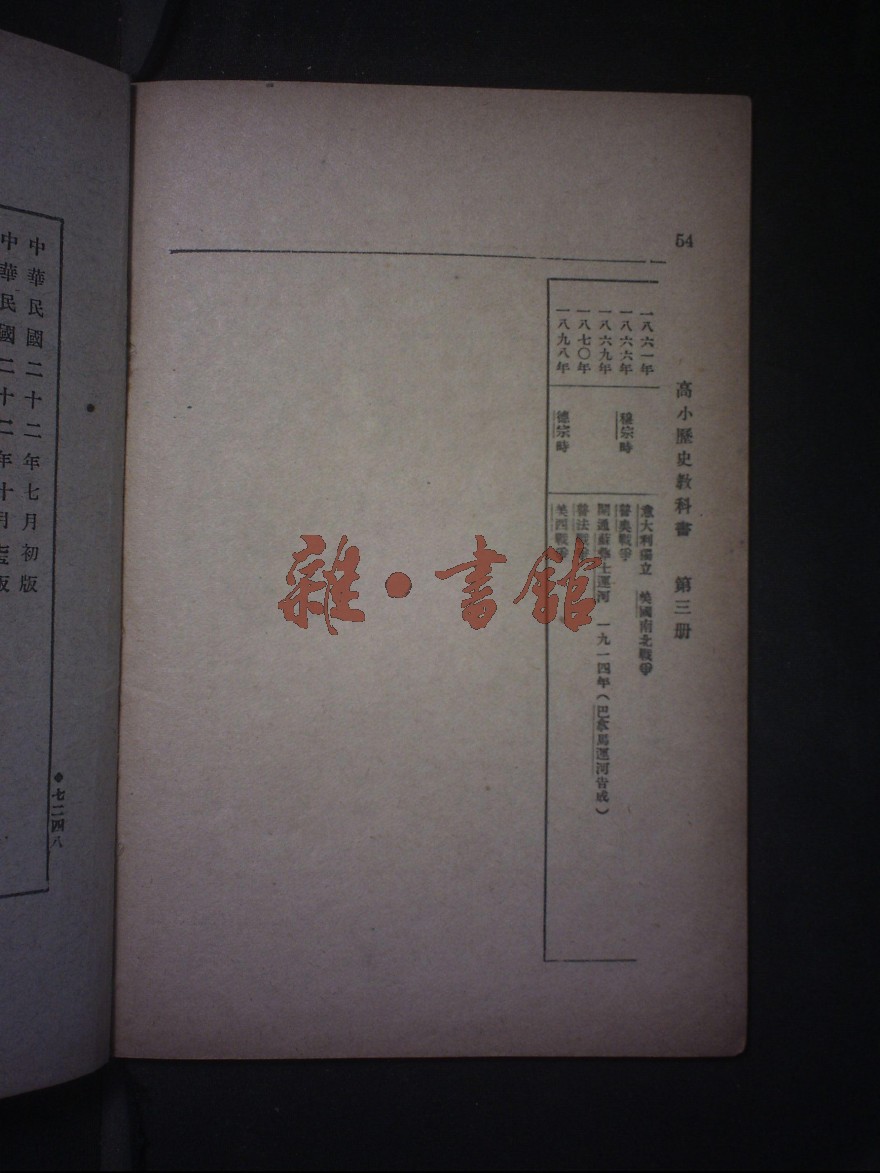 54
高小歷史教科書 第三册
一八六一年 意大利獨立 美國南北戰爭
一八六六年 穆宗時 普奧戰爭
一八六九年 開通蘇彝士運河 一九一四年(巴拿馬運河告成)
一八七〇年 普法戰爭
一八九八年 德宗時 美西戰爭
雜·書館
中華民國二十二年七月初版
中華民國二十二年十月 版
七二四八